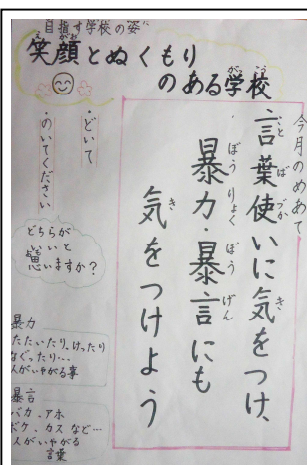 目指す学校の姿
笑顔とぬくもり
のある学校
今月のめあて
言葉使いに気をつけ、
暴力・暴言にも
気をつけよう
・どいて
・のいてください
どちらが
いいと
思いますか?
暴力
たたいたり、けったり
なぐったり…
人がいやがる事
暴言
バカ、アホ
ボケ、カスなど…
人がいやがる
言葉